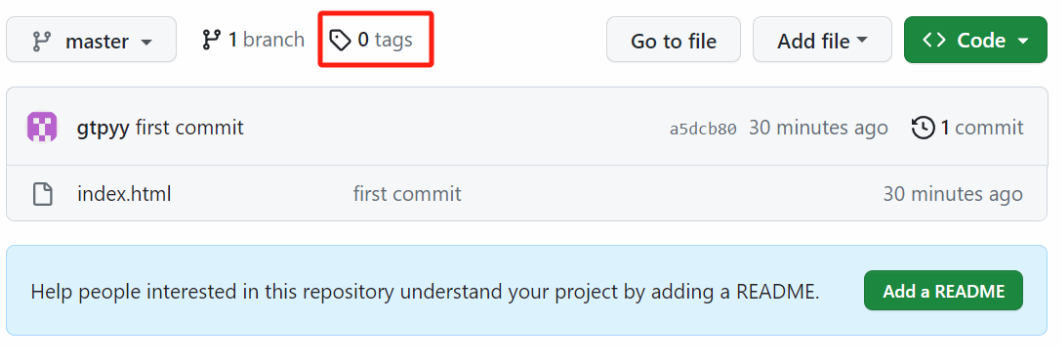 master 1 branch 0 tags Go to file Add file Code
gtpyy first commit a5dcb80 30 minutes ago 1 commit
index.html first commit 30 minutes ago
Help people interested in this repository understand your project by adding a README. Add a README